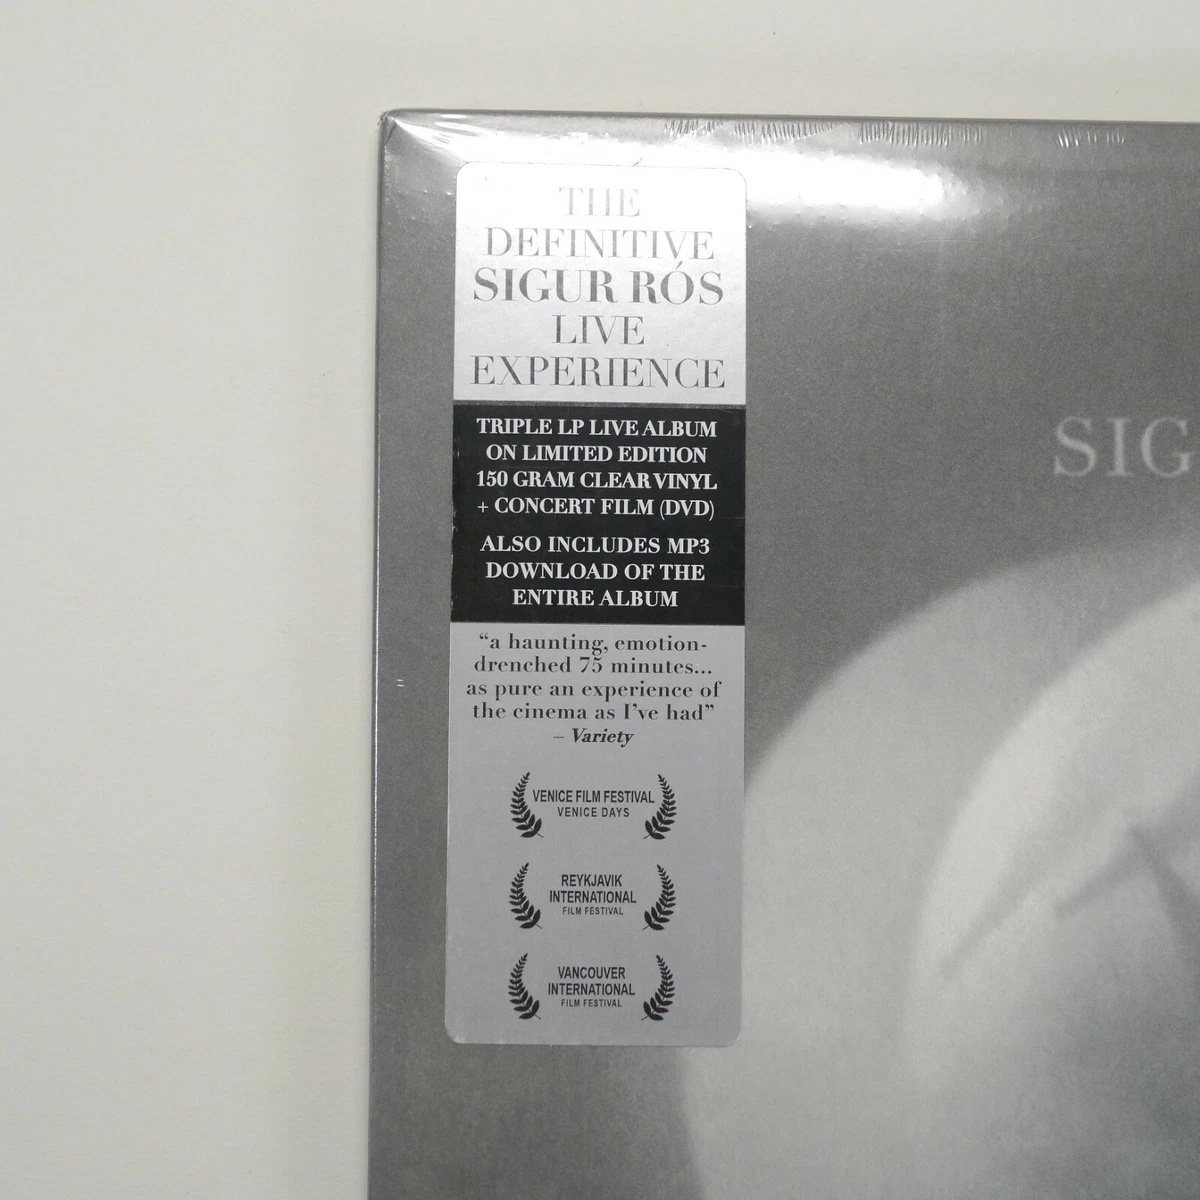 THE
DEFINITIVE
SIGUR RÓS
LIVE
EXPERIENCE
TRIPLE LP LIVE ALBUM
ON LIMITED EDITION
150 GRAM CLEAR VINYL
+ CONCERT FILM (DVD)
ALSO INCLUDES MP3
DOWNLOAD OF THE
ENTIRE ALBUM
“a haunting, emotion-
drenched 75 minutes...
as pure an experience of
the cinema as I’ve had”
– Variety
VENICE FILM FESTIVAL
VENICE DAYS
REYKJAVIK
INTERNATIONAL
FILM FESTIVAL
VANCOUVER
INTERNATIONAL
FILM FESTIVAL
SIG